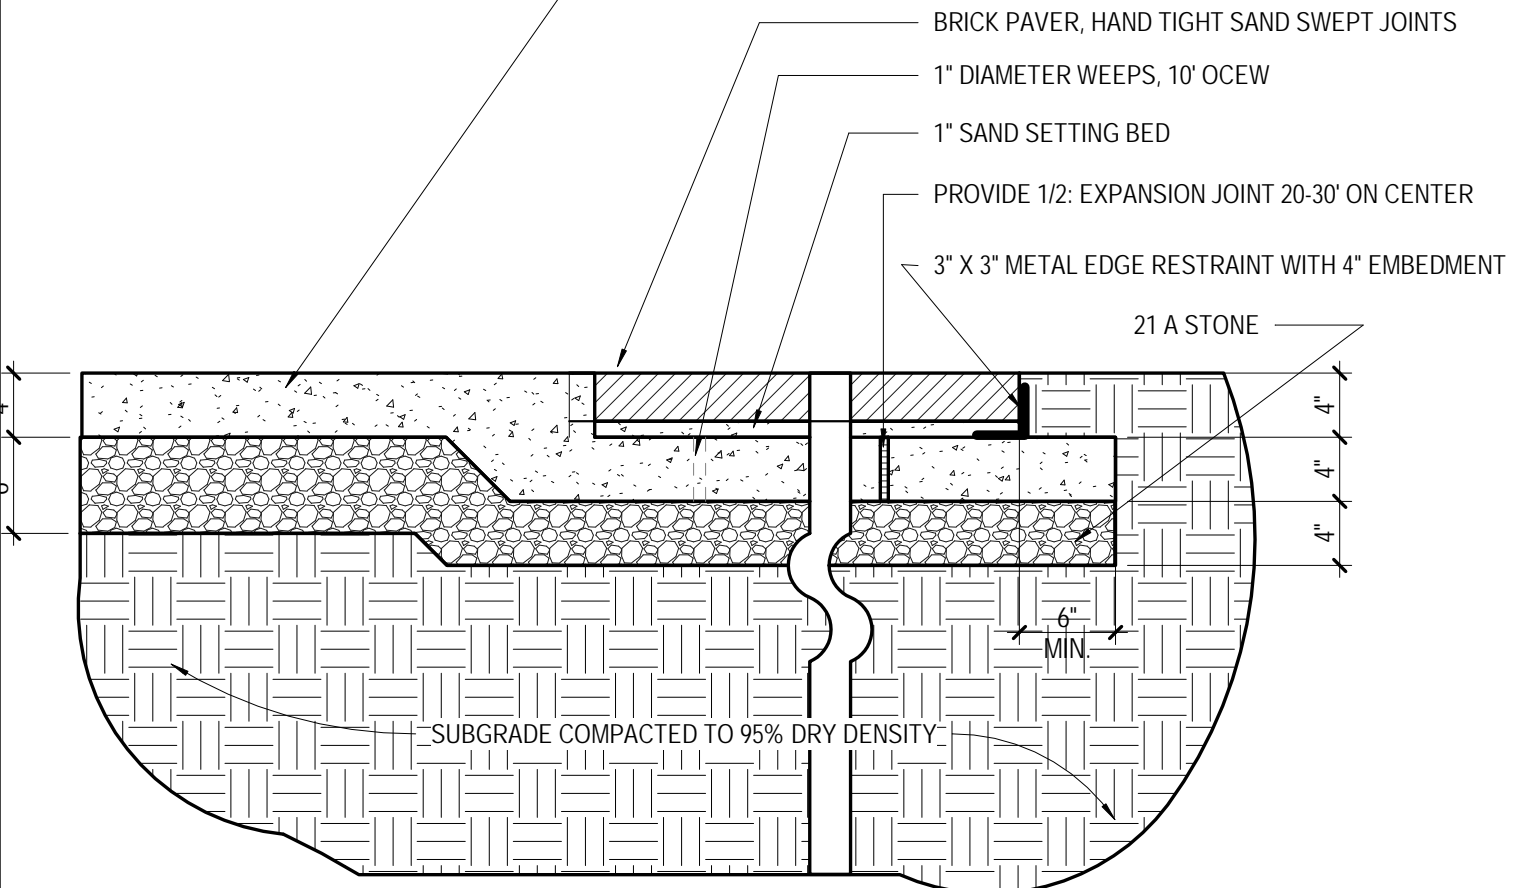 BRICK PAVER, HAND TIGHT SAND SWEPT JOINTS
1" DIAMETER WEEPS, 10' OCEW
1" SAND SETTING BED
PROVIDE 1/2: EXPANSION JOINT 20-30' ON CENTER
3" X 3" METAL EDGE RESTRAINT WITH 4" EMBEDMENT
21 A STONE
4"
4"
4"
6"
MIN.
SUBGRADE COMPACTED TO 95% DRY DENSITY